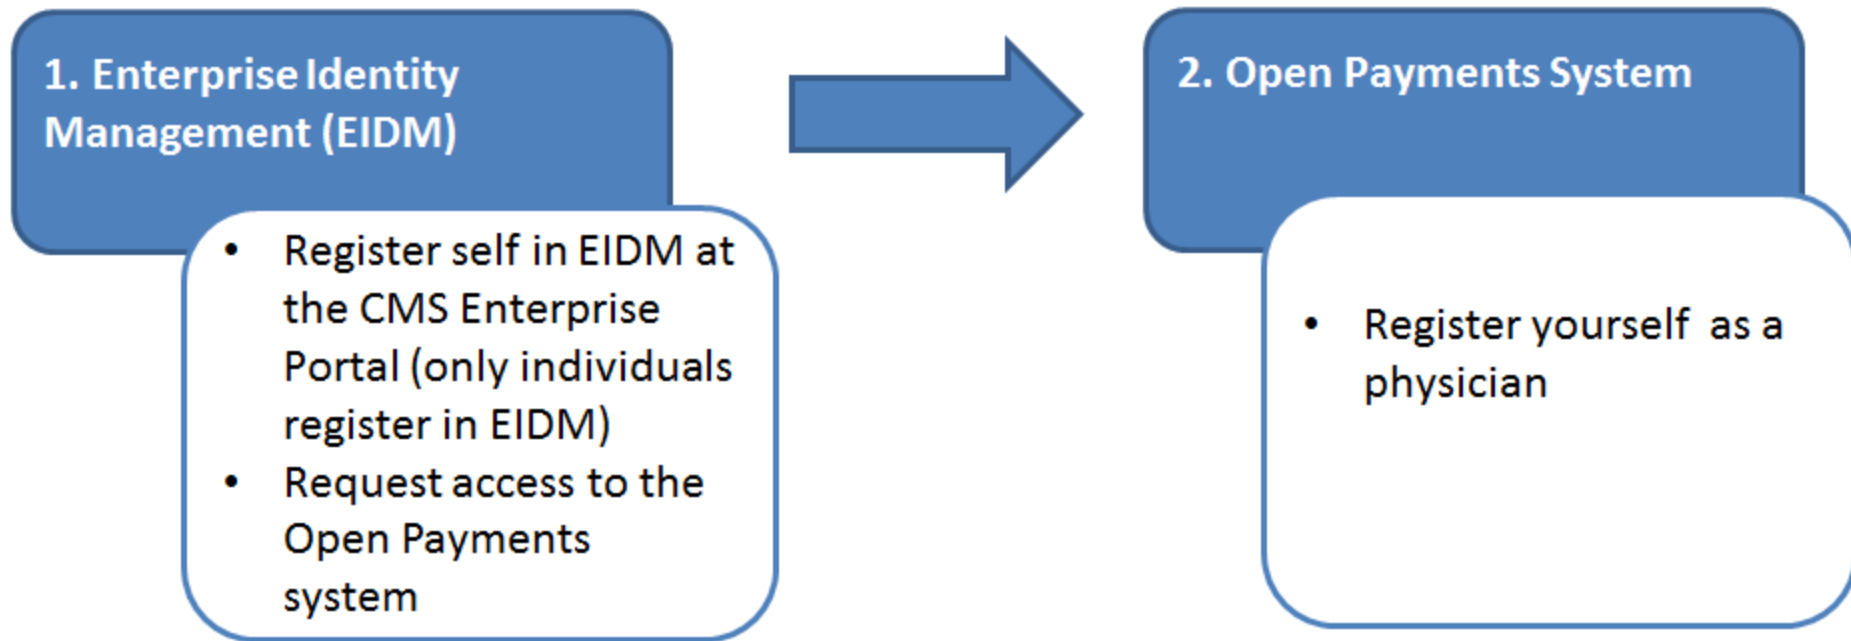 1. Enterprise Identity
Management (EIDM)
• Register self in EIDM at
the CMS Enterprise
Portal (only individuals
register in EIDM)
• Request access to the
Open Payments
system
2. Open Payments System
• Register yourself  as a
physician